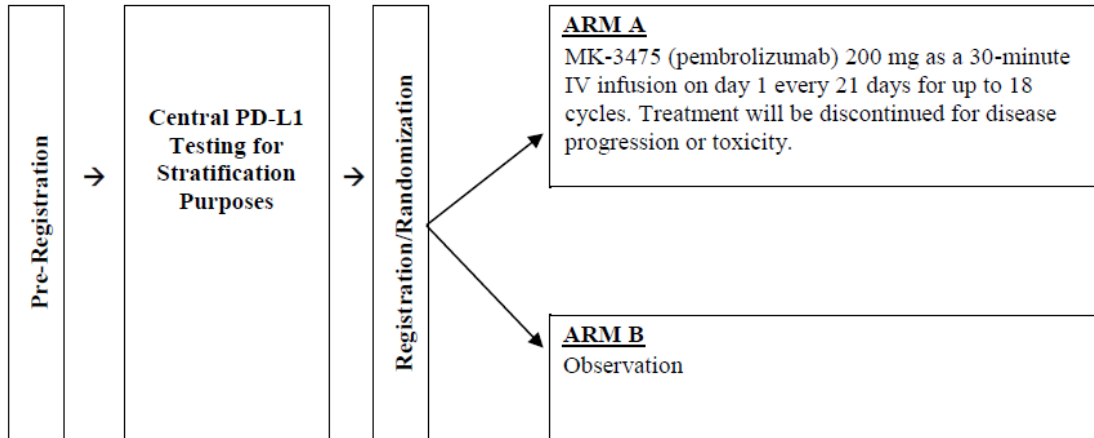 Pre-Registration
→
Central PD-L1
Testing for
Stratification
Purposes
→
Registration/Randomization
ARM A
MK-3475 (pembrolizumab) 200 mg as a 30-minute
IV infusion on day 1 every 21 days for up to 18
cycles. Treatment will be discontinued for disease
progression or toxicity.
ARM B
Observation